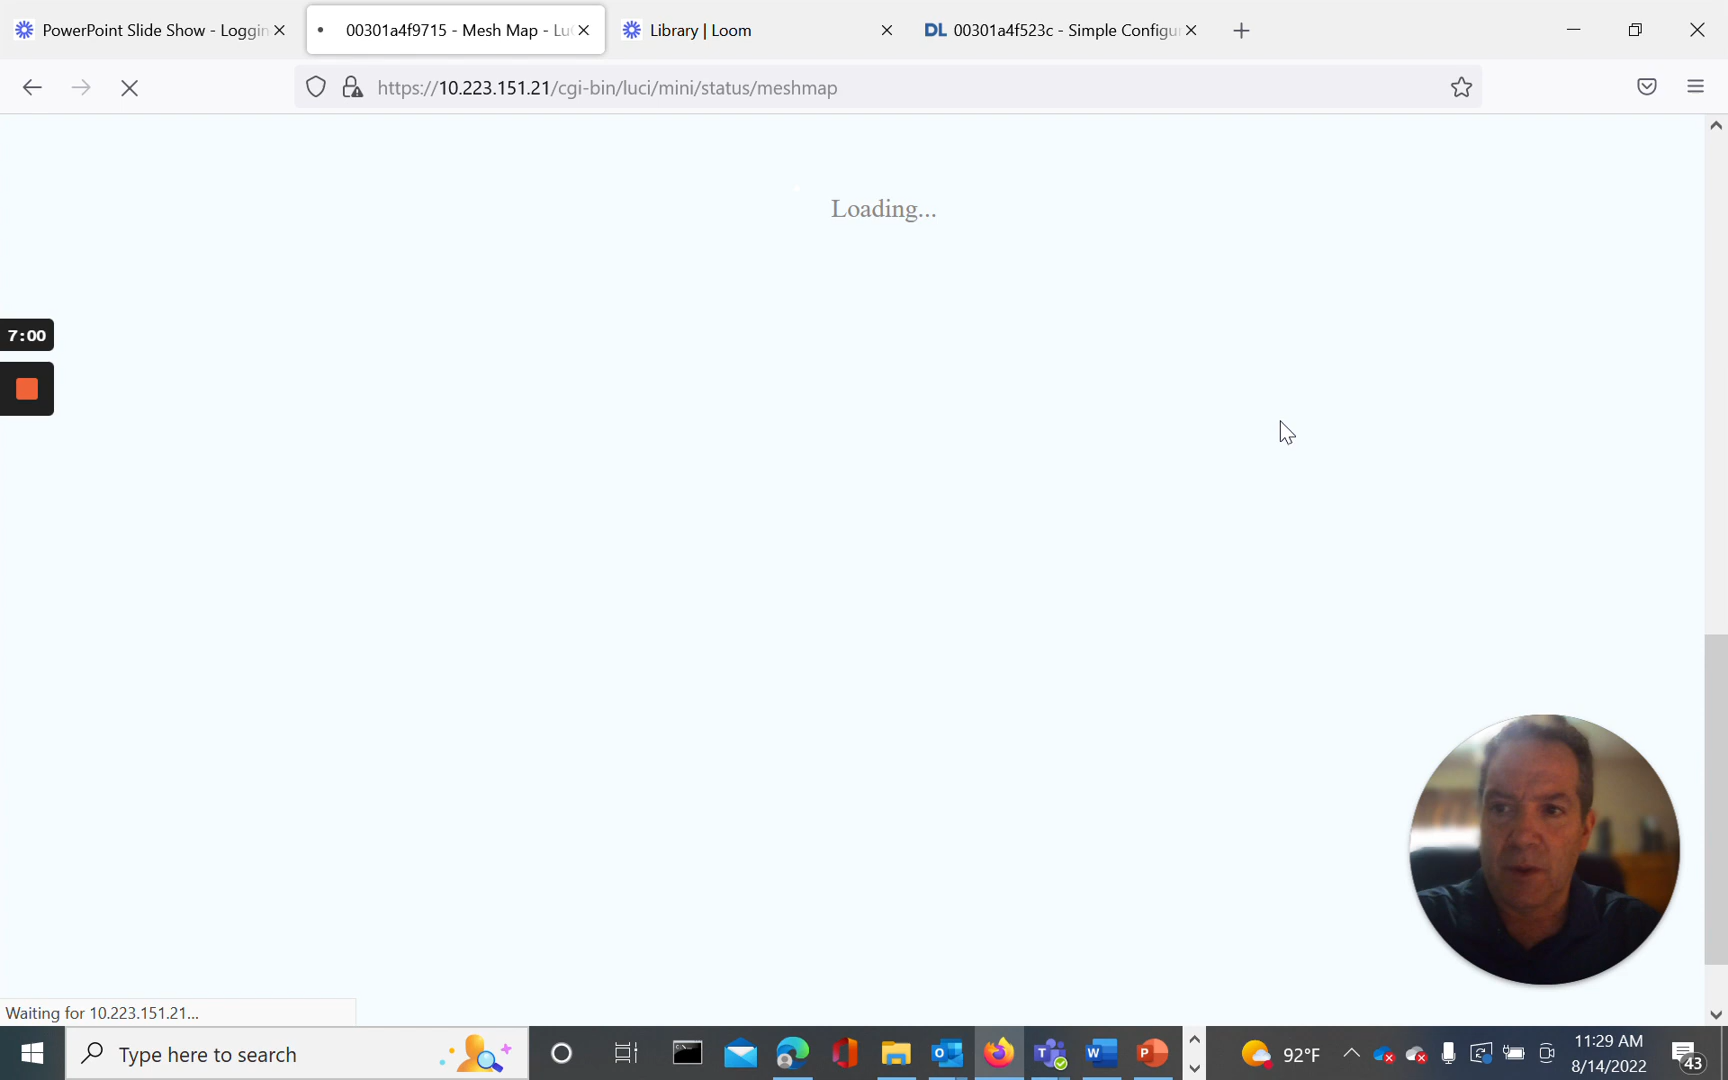 PowerPoint Slide Show - Loggin
00301a4f9715 - Mesh Map - Lu
Library | Loom
DL 00301a4f523c - Simple Configu
https://10.223.151.21/cgi-bin/luci/mini/status/meshmap
Loading...
7:00
Waiting for 10.223.151.21...
Type here to search
92°F
11:29 AM
8/14/2022
43